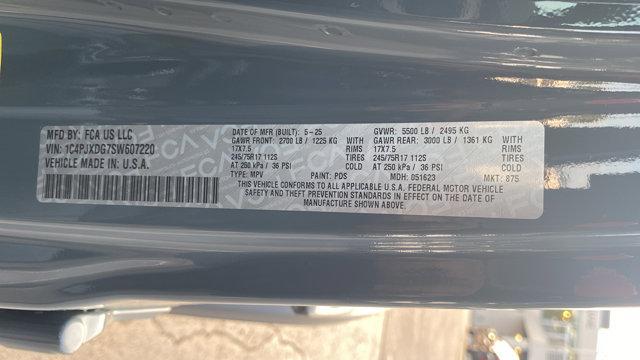 MFD BY: FCA US LLC
VIN: 1C4PJXDG7SW607220
VEHICLE MADE IN U.S.A.
DATE OF MFR (BUILT): 5-25 GVWR: 5500 LB / 2495 KG
GAWR FRONT: 2700 LB / 1225 KG GAWR REAR: 3000 LB / 1361 KG
17X7.5 RIMS 17X7.5 RIMS
245/75R17 112S TIRES 245/75R17 112S TIRES
AT 250 kPa / 36 PSI COLD AT 250 kPa / 36 PSI COLD
TYPE: MPV PAINT: PDS MDH: 051623 MKT: 875
THIS VEHICLE CONFORMS TO ALL APPLICABLE U.S.A. FEDERAL MOTOR VEHICLE
SAFETY AND THEFT PREVENTION STANDARDS IN EFFECT ON THE DATE OF
MANUFACTURE SHOWN ABOVE.